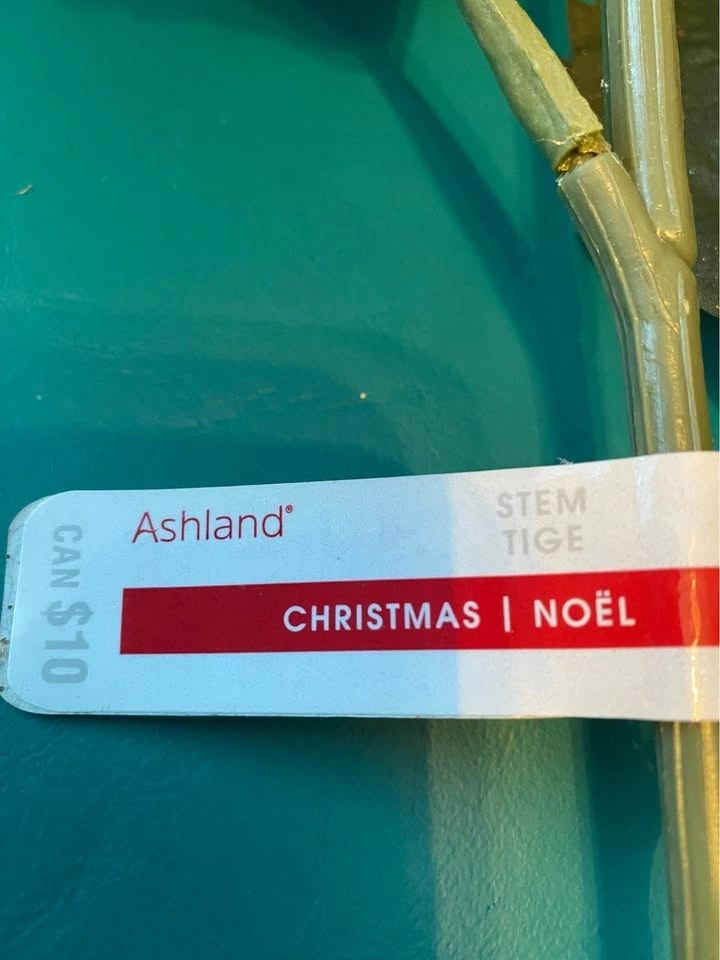 Ashland®
STEM
TIGE
CHRISTMAS | NOËL
CAN $10